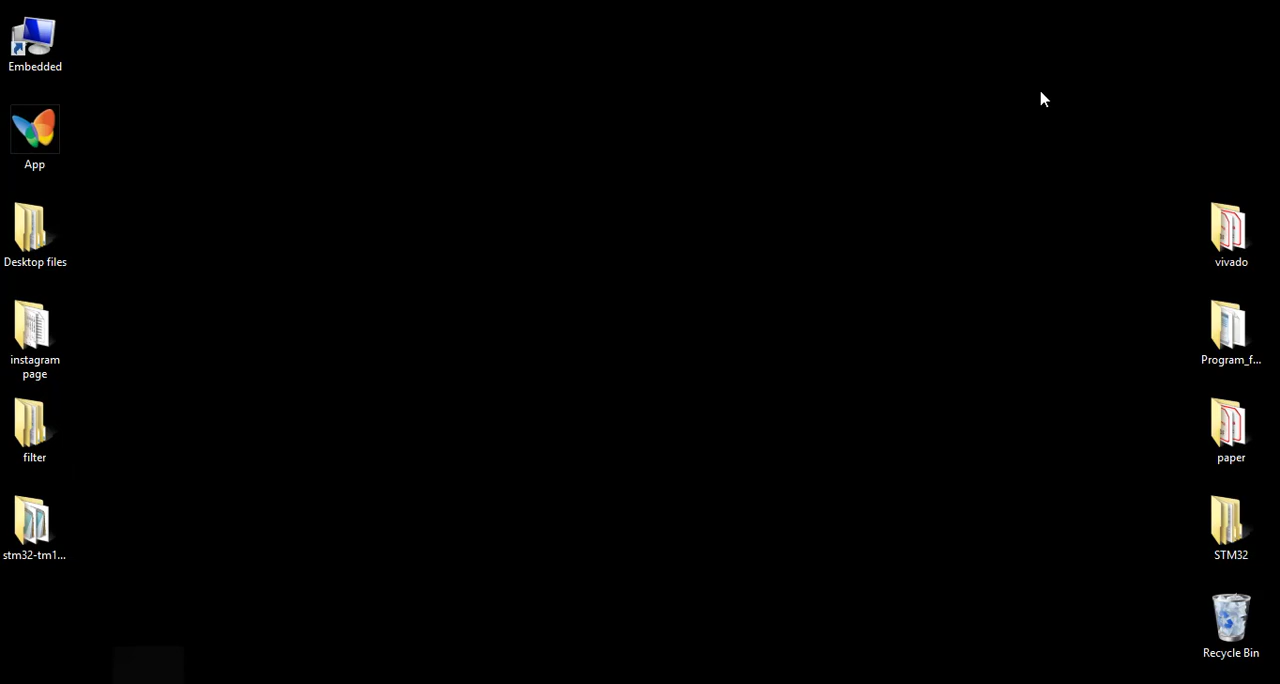 Embedded
App
Desktop files
instagram
page
filter
stm32-tm1...
vivado
Program_f...
paper
STM32
Recycle Bin